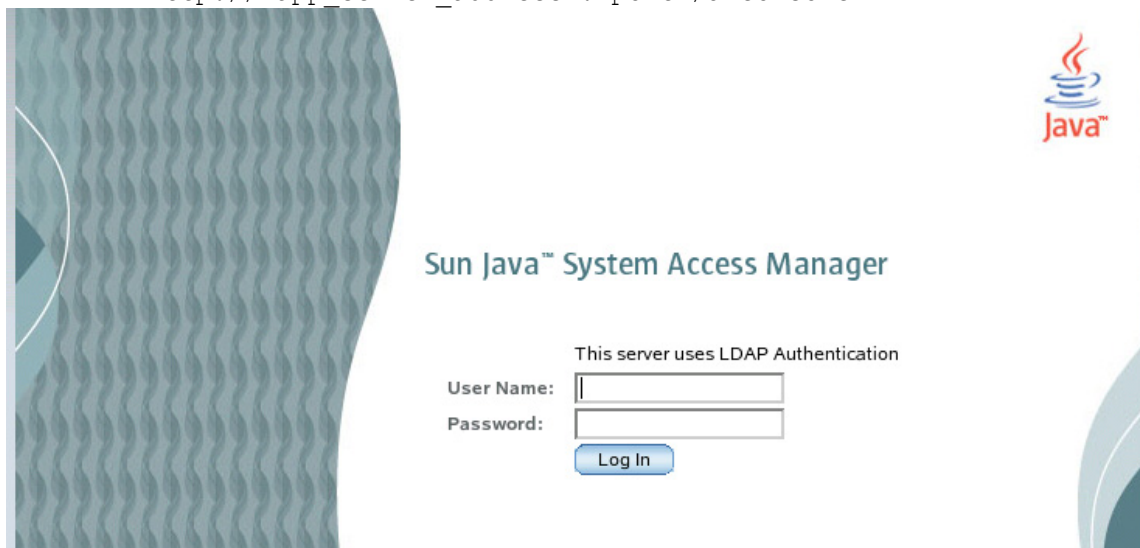 Java™
Sun Java™ System Access Manager
This server uses LDAP Authentication
User Name:
Password:
Log In